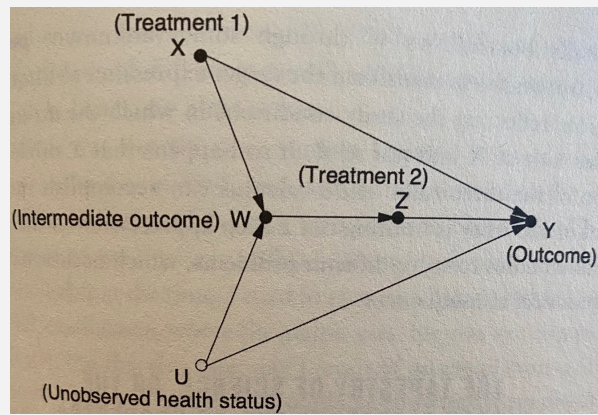 (Treatment 1)
X
(Treatment 2)
Z
(Intermediate outcome) W
Y
(Outcome)
U
(Unobserved health status)